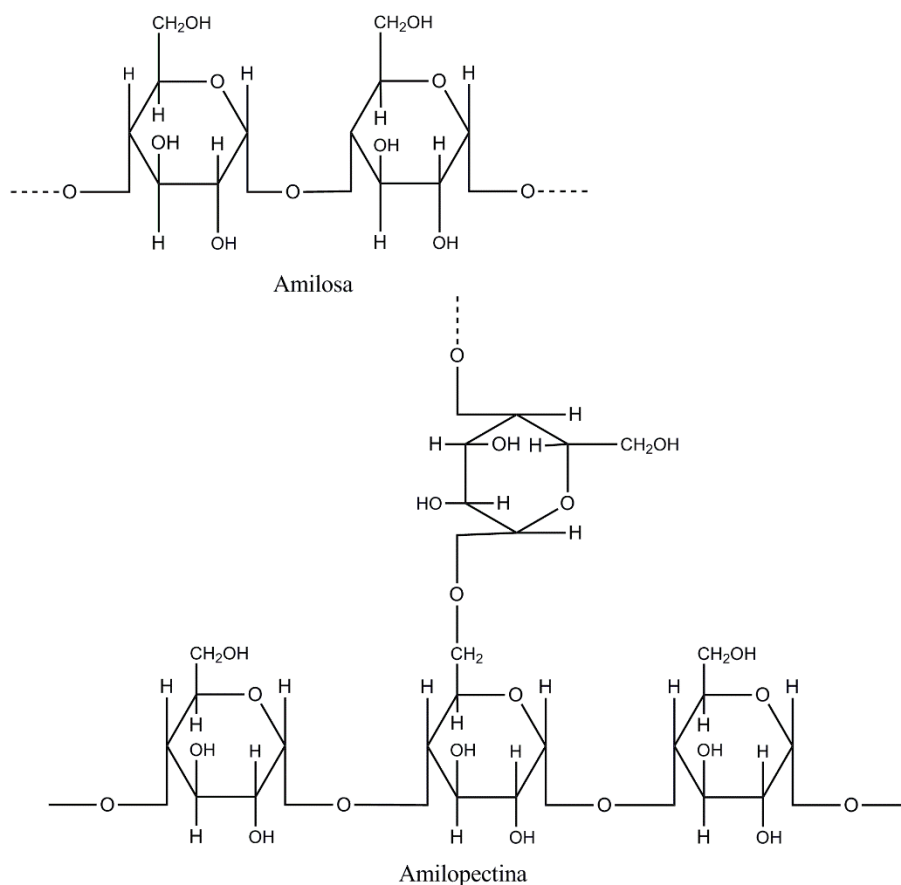 CH₂OH CH₂OH
H O H O H
H H
OH H OH H
O O O
H OH H OH
Amilosa
O
H
H OH H CH₂OH
HO H O
H
O
CH₂OH CH₂ CH₂OH
H O H H O H O H
H H H
OH H OH H OH H
O O O O
H OH H OH H OH
Amilopectina